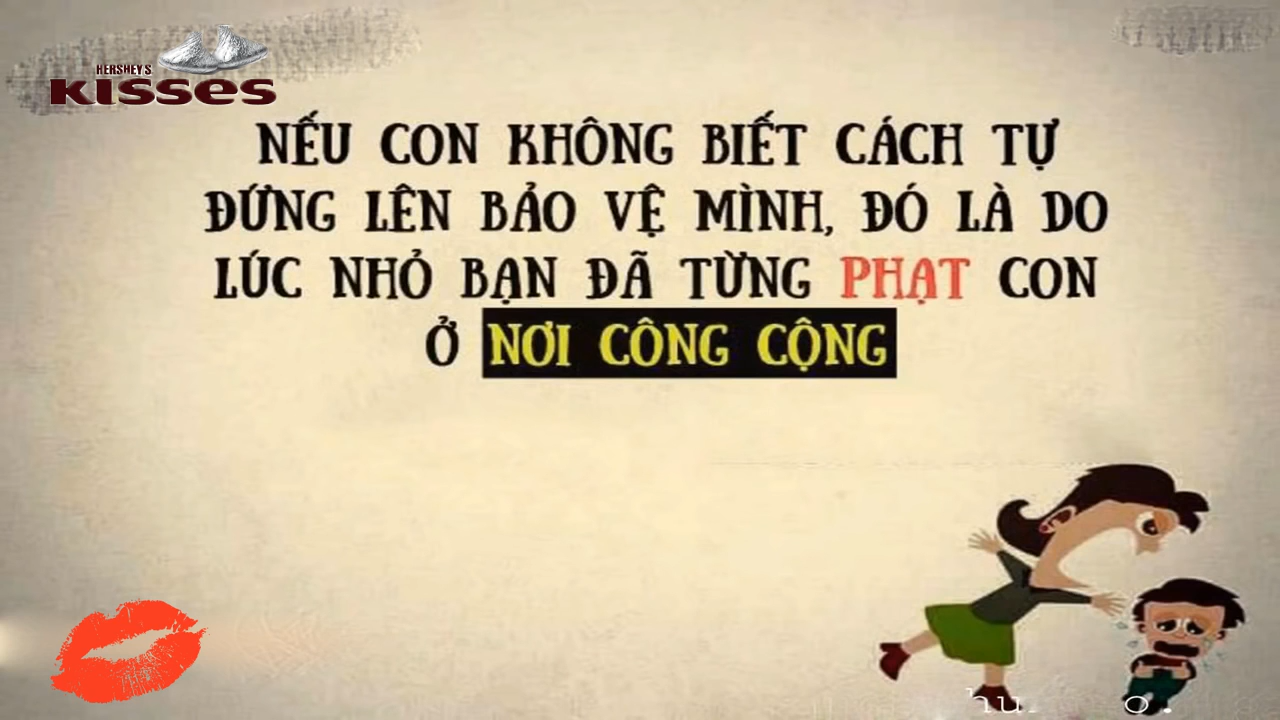 HERSHEY'S
KISSES
NẾU CON KHÔNG BIẾT CÁCH TỰ
ĐỨNG LÊN BẢO VỆ MÌNH, ĐÓ LÀ DO
LÚC NHỎ BẠN ĐÃ TỪNG PHẠT CON
Ở NƠI CÔNG CỘNG